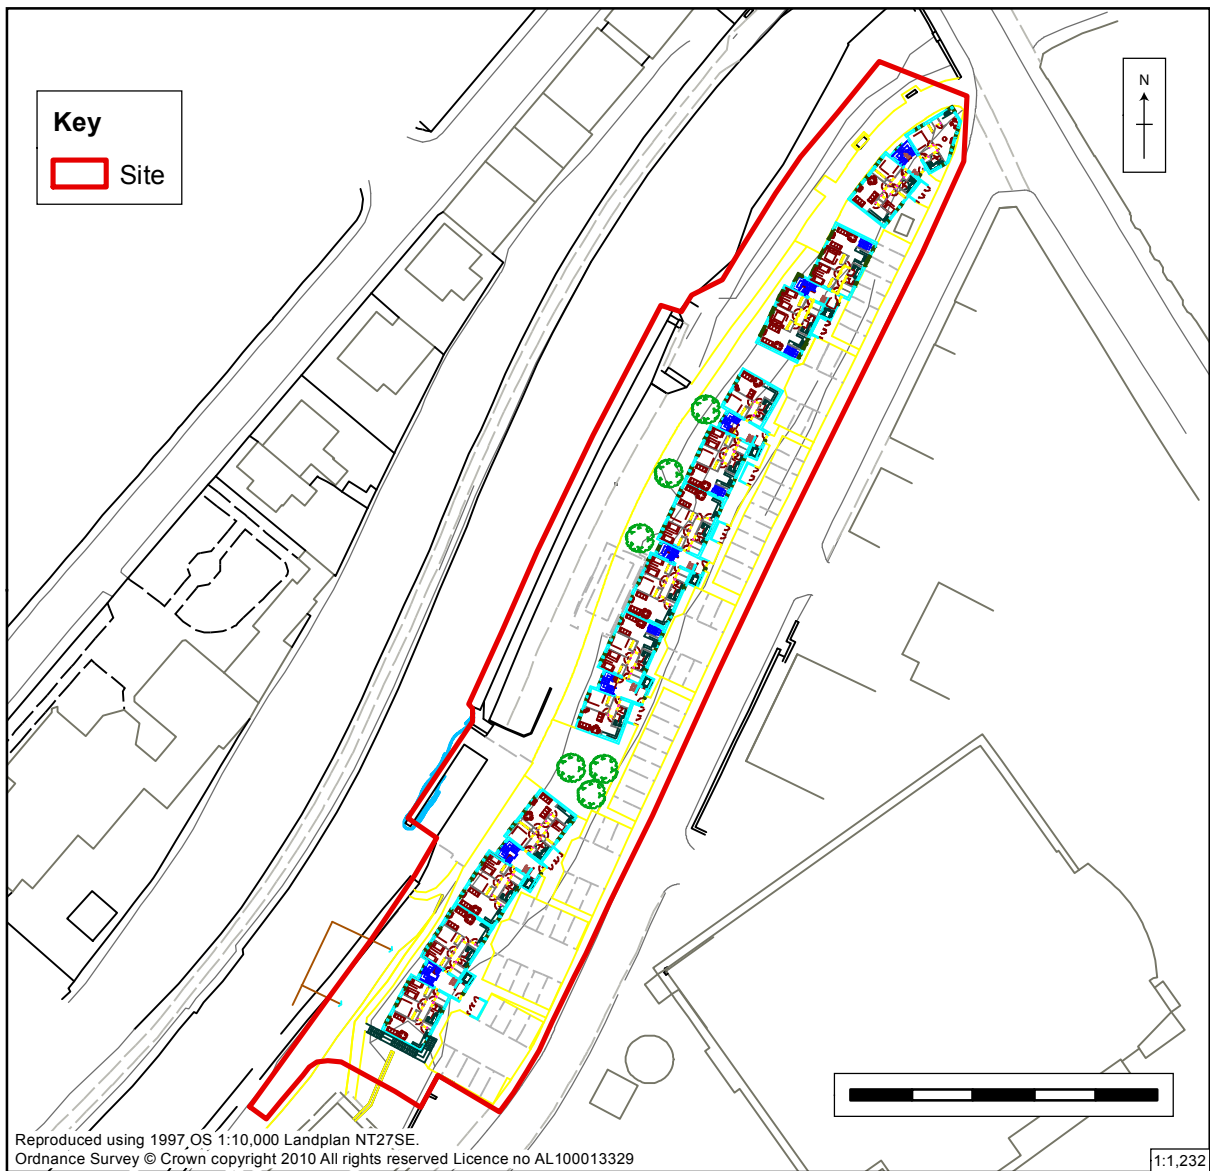 Key
Site
N
Reproduced using 1997 OS 1:10,000 Landplan NT27SE.
Ordnance Survey © Crown copyright 2010 All rights reserved Licence no AL100013329
1:1,232